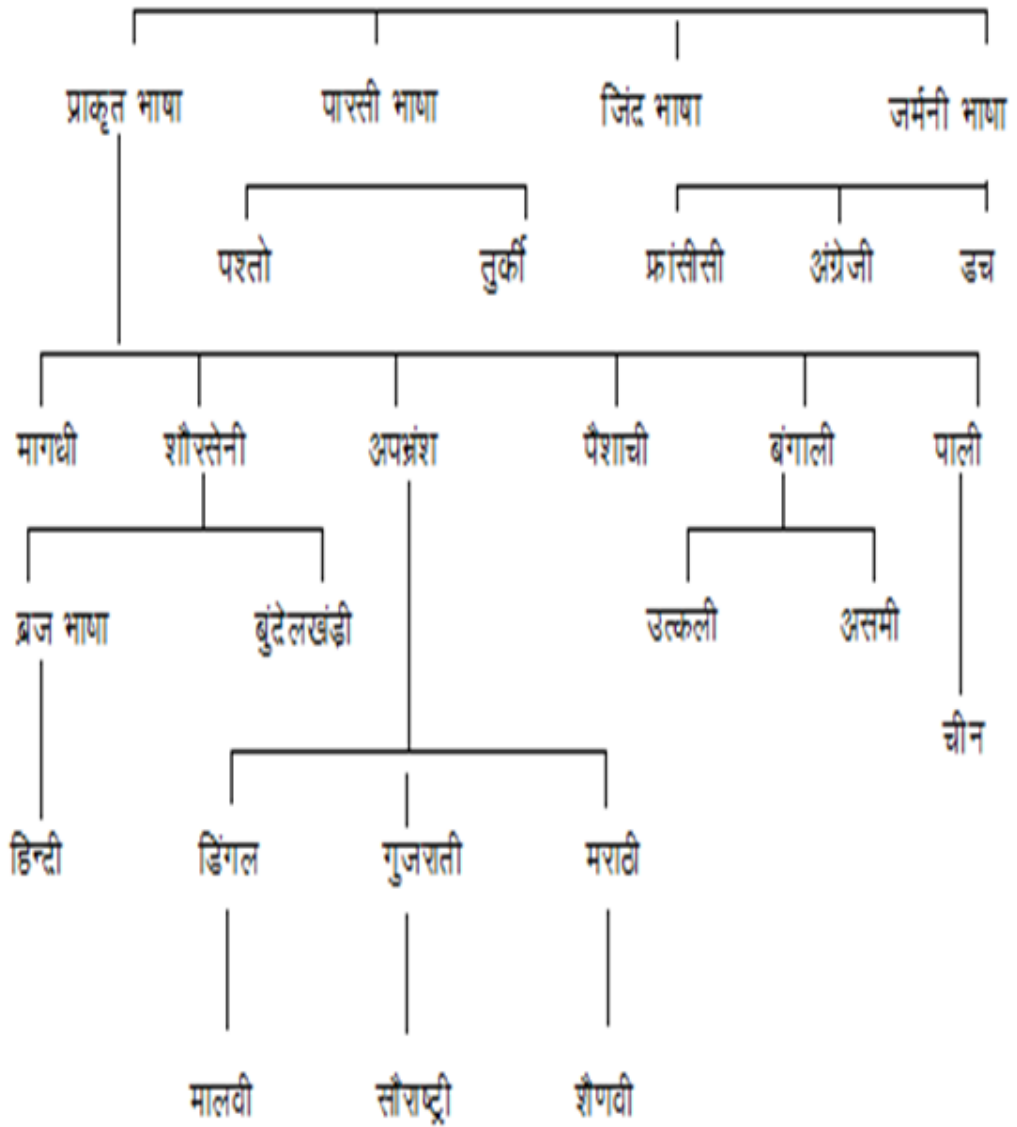 प्राकृत भाषा पारसी भाषा जिंद भाषा जर्मनी भाषा
पश्तो तुर्की फ्रांसीसी अंग्रेजी डच
मागधी शौरसेनी अपभ्रंश पैशाची बंगाली पाली
ब्रज भाषा बुंदेलखंड़ी उत्कली असमी
चीन
हिन्दी डिंगल गुजराती मराठी
मालवी सौराष्ट्री शैणवी